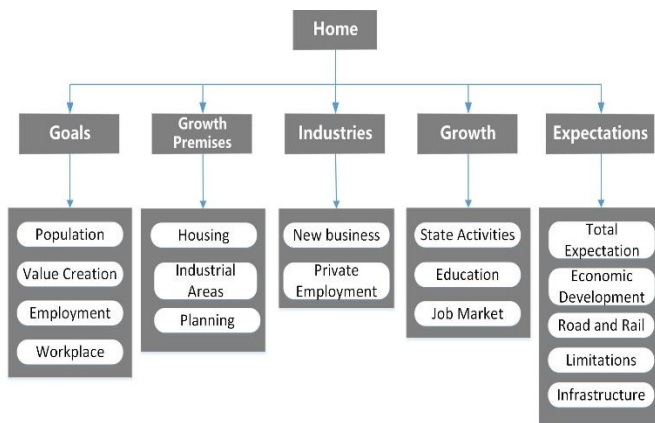 Home
Goals
Growth
Premises
Industries
Growth
Expectations
Population
Value Creation
Employment
Workplace
Housing
Industrial
Areas
Planning
New business
Private
Employment
State Activities
Education
Job Market
Total
Expectation
Economic
Development
Road and Rail
Limitations
Infrastructure